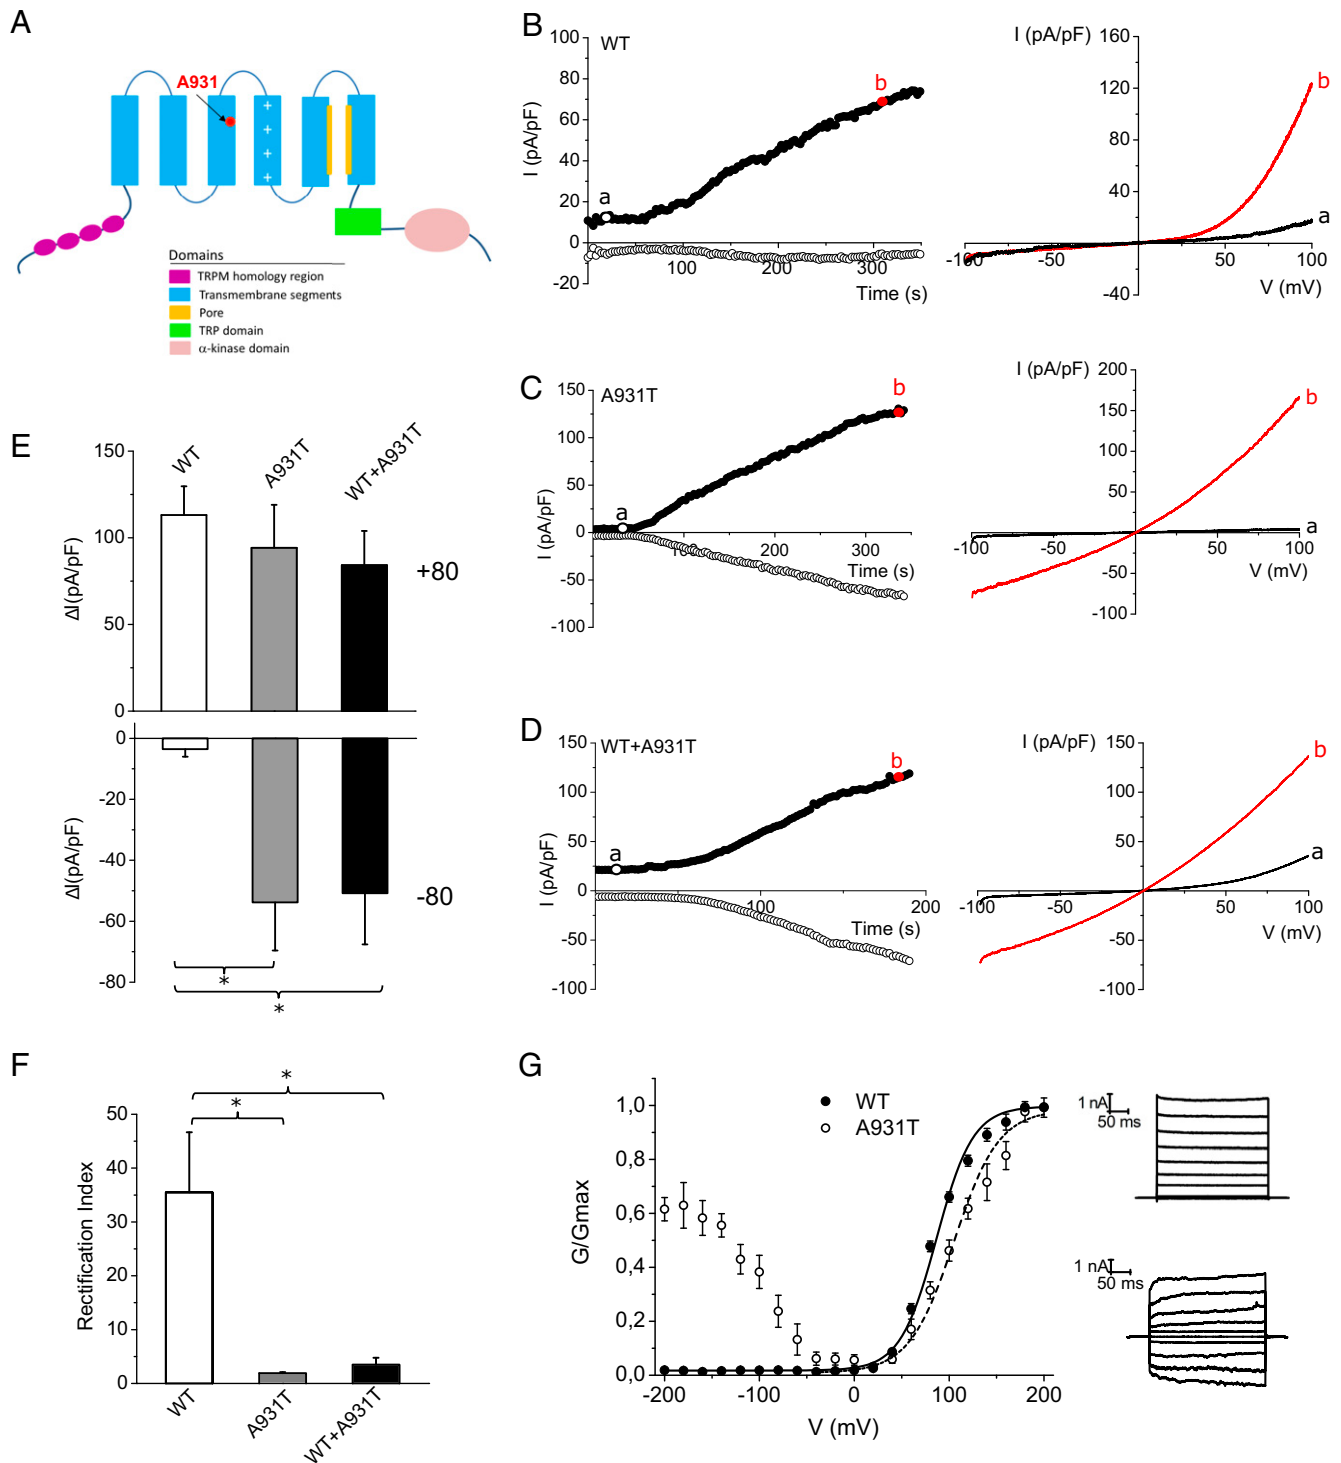 A
A931
+
+
+
+
Domains
TRPM homology region
Transmembrane segments
Pore
TRP domain
α-kinase domain
B
WT
I (pA/pF)
100
80
60
40
20
0
-20
a
b
100
200
300
Time (s)
I (pA/pF)
160
120
80
40
0
-40
-100
-50
50
100
V (mV)
b
a
C
A931T
I (pA/pF)
150
100
50
0
-50
-100
a
b
100
200
300
Time (s)
I (pA/pF)
200
150
100
50
0
-50
-100
-100
-50
50
100
V (mV)
b
a
D
WT+A931T
I (pA/pF)
150
100
50
0
-50
-100
a
b
100
200
Time (s)
I (pA/pF)
150
100
50
0
-50
-100
-100
-50
50
100
V (mV)
b
a
E
WT
A931T
WT+A931T
ΔI(pA/pF)
150
100
50
0
+80
ΔI(pA/pF)
0
-20
-40
-60
-80
-80
*
*
F
Rectification Index
50
40
30
20
10
0
*
*
WT
A931T
WT+A931T
G
G/Gmax
1,0
0,8
0,6
0,4
0,2
0,0
-200
-100
0
100
200
V (mV)
WT
A931T
1 nA
50 ms
1 nA
50 ms